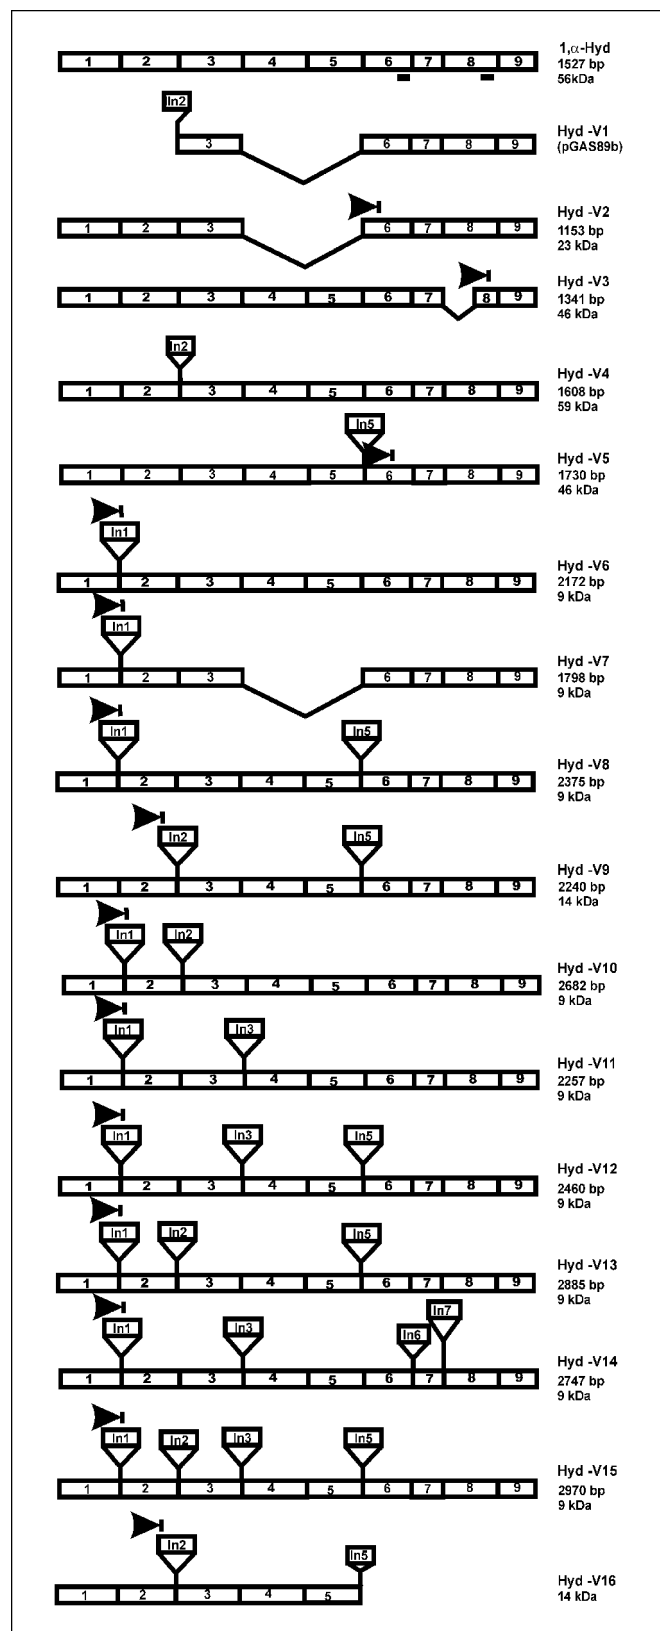 1,α-Hyd
1 2 3 4 5 6 7 8 9
1527 bp
56kDa
In2
Hyd -V1
3 6 7 8 9
(pGAS89b)
Hyd -V2
1 2 3 6 7 8 9
1153 bp
23 kDa
Hyd -V3
1 2 3 4 5 6 7 8 9
1341 bp
46 kDa
In2
Hyd -V4
1 2 3 4 5 6 7 8 9
1608 bp
59 kDa
In5
Hyd -V5
1 2 3 4 5 6 7 8 9
1730 bp
46 kDa
In1
Hyd -V6
1 2 3 4 5 6 7 8 9
2172 bp
9 kDa
In1
Hyd -V7
1 2 3 6 7 8 9
1798 bp
9 kDa
In1 In5
Hyd -V8
1 2 3 4 5 6 7 8 9
2375 bp
9 kDa
In2 In5
Hyd -V9
1 2 3 4 5 6 7 8 9
2240 bp
14 kDa
In1 In2
Hyd -V10
1 2 3 4 5 6 7 8 9
2682 bp
9 kDa
In1 In3
Hyd -V11
1 2 3 4 5 6 7 8 9
2257 bp
9 kDa
In1 In3 In5
Hyd -V12
1 2 3 4 5 6 7 8 9
2460 bp
9 kDa
In1 In2 In5
Hyd -V13
1 2 3 4 5 6 7 8 9
2885 bp
9 kDa
In1 In3 In6 In7
Hyd -V14
1 2 3 4 5 6 7 8 9
2747 bp
9 kDa
In1 In2 In3 In5
Hyd -V15
1 2 3 4 5 6 7 8 9
2970 bp
9 kDa
In2 In5
Hyd -V16
1 2 3 4 5
14 kDa